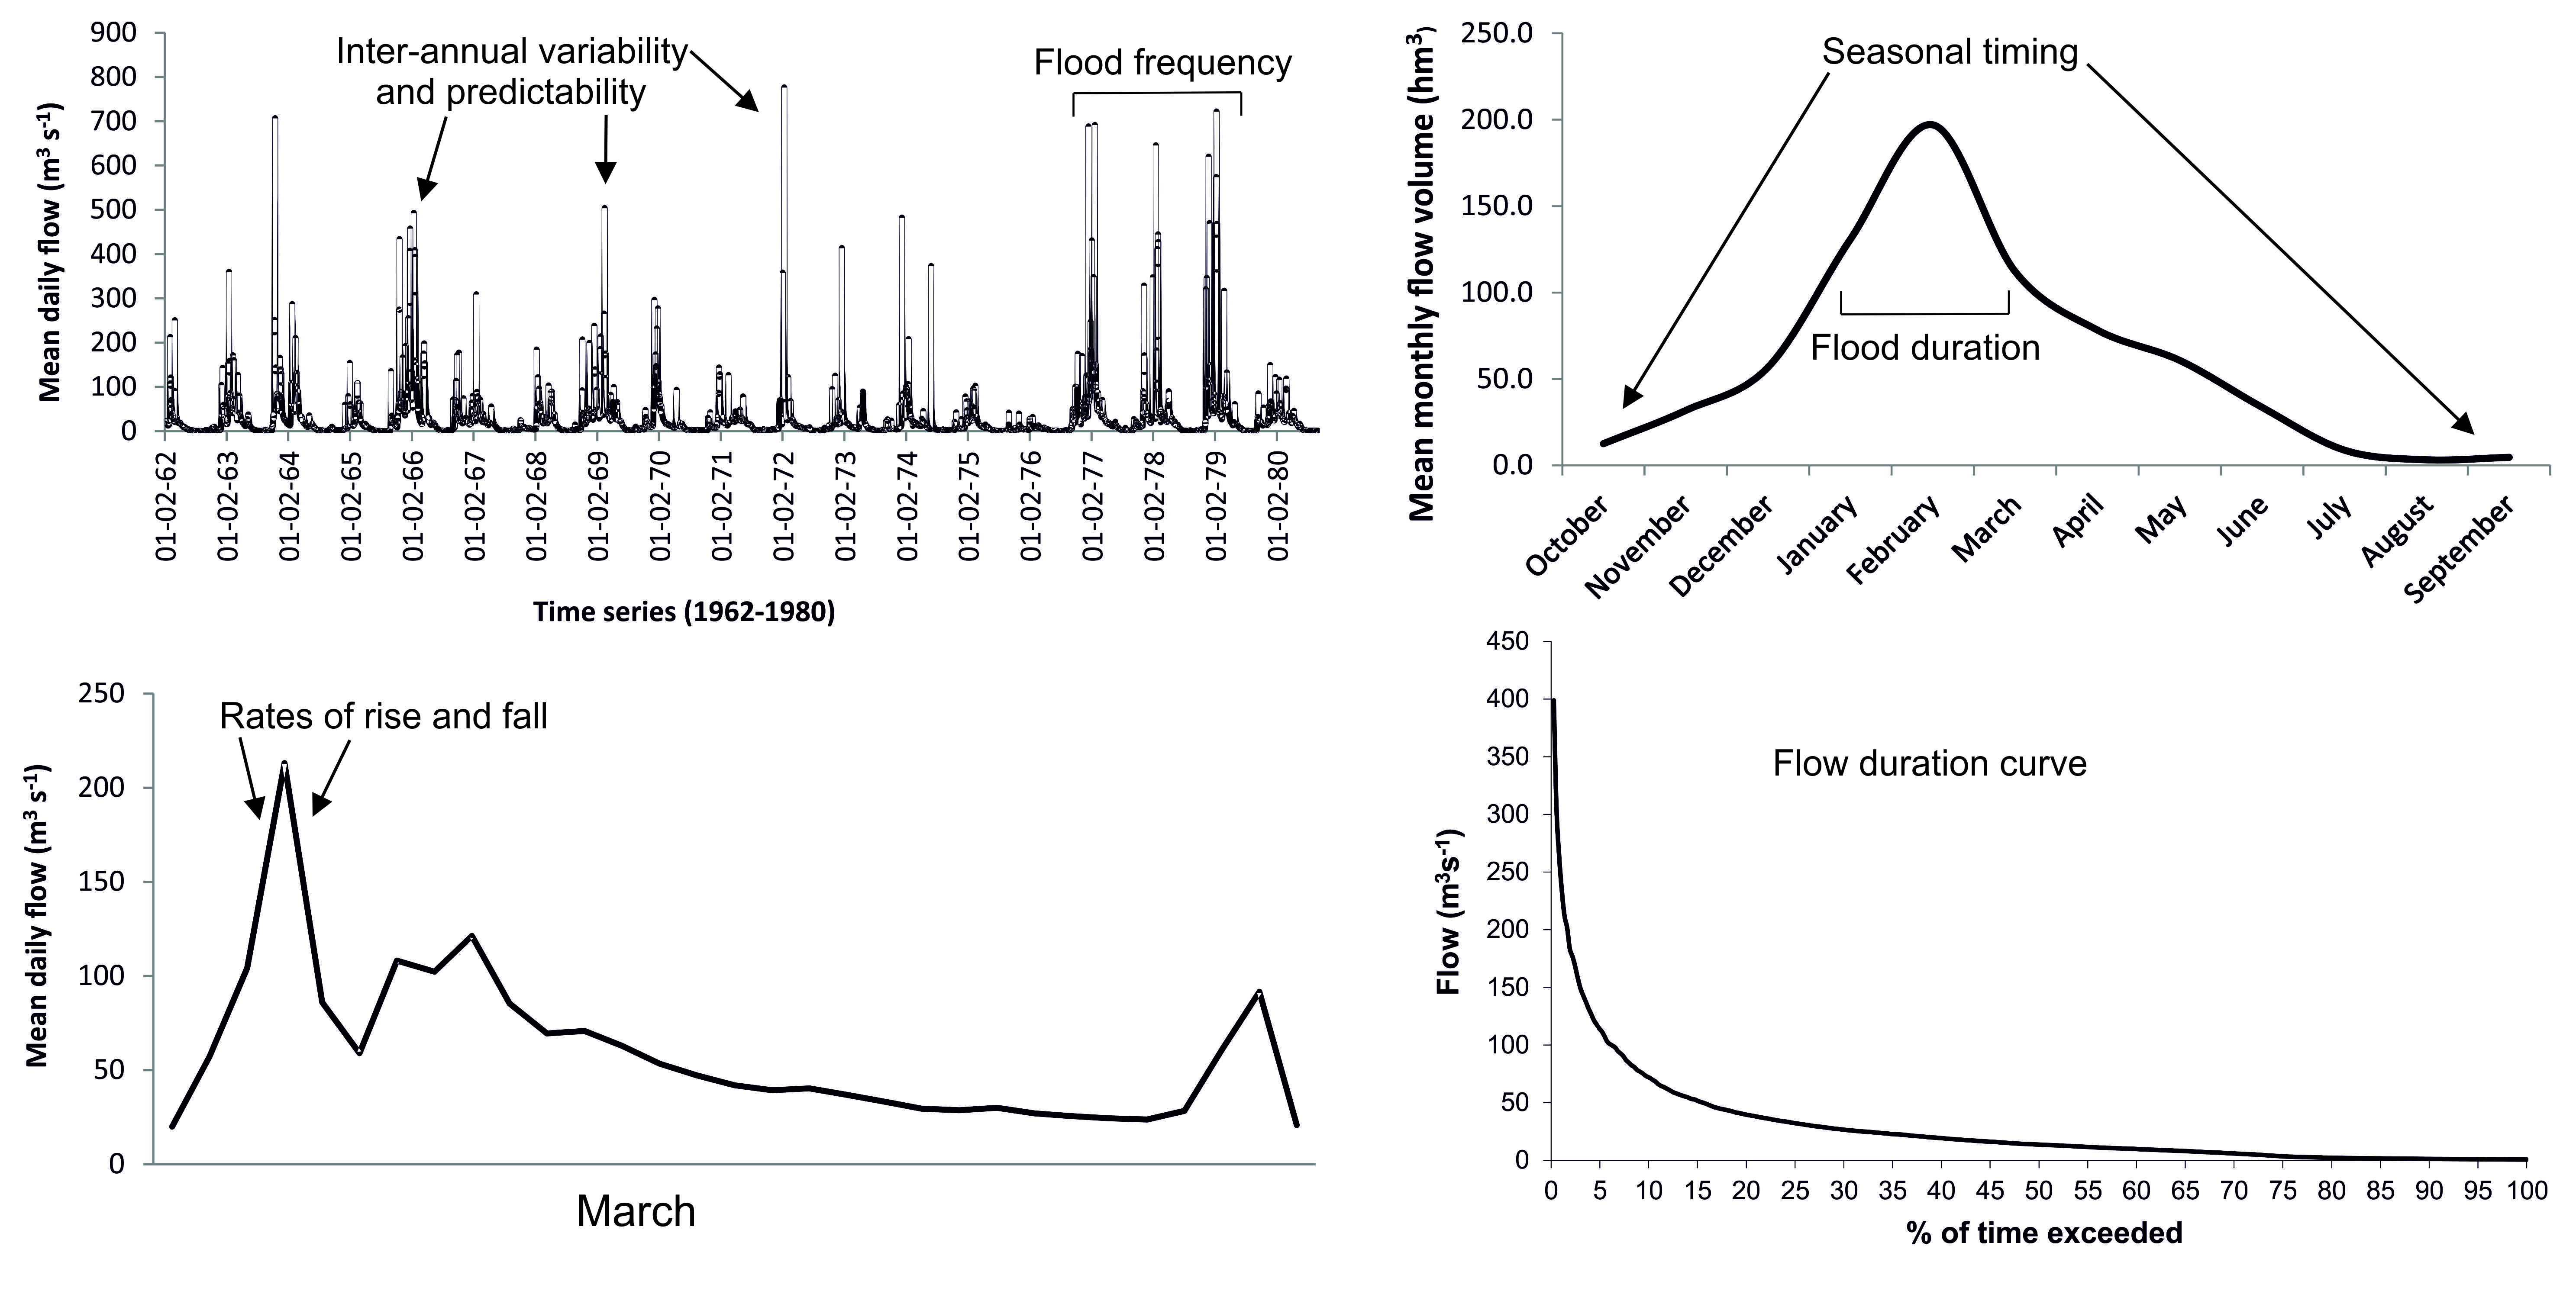 900
800
700
600
500
400
300
200
100
0
Mean daily flow (m³ s⁻¹)
Inter-annual variability
and predictability
Flood frequency
01-02-62
01-02-63
01-02-64
01-02-65
01-02-66
01-02-67
01-02-68
01-02-69
01-02-70
01-02-71
01-02-72
01-02-73
01-02-74
01-02-75
01-02-76
01-02-77
01-02-78
01-02-79
01-02-80
Time series (1962-1980)
250.0
200.0
150.0
100.0
50.0
0.0
Mean monthly flow volume (hm³)
Seasonal timing
Flood duration
October
November
December
January
February
March
April
May
June
July
August
September
250
200
150
100
50
0
Mean daily flow (m³ s⁻¹)
Rates of rise and fall
March
450
400
350
300
250
200
150
100
50
0
Flow (m³s⁻¹)
Flow duration curve
0 5 10 15 20 25 30 35 40 45 50 55 60 65 70 75 80 85 90 95 100
% of time exceeded